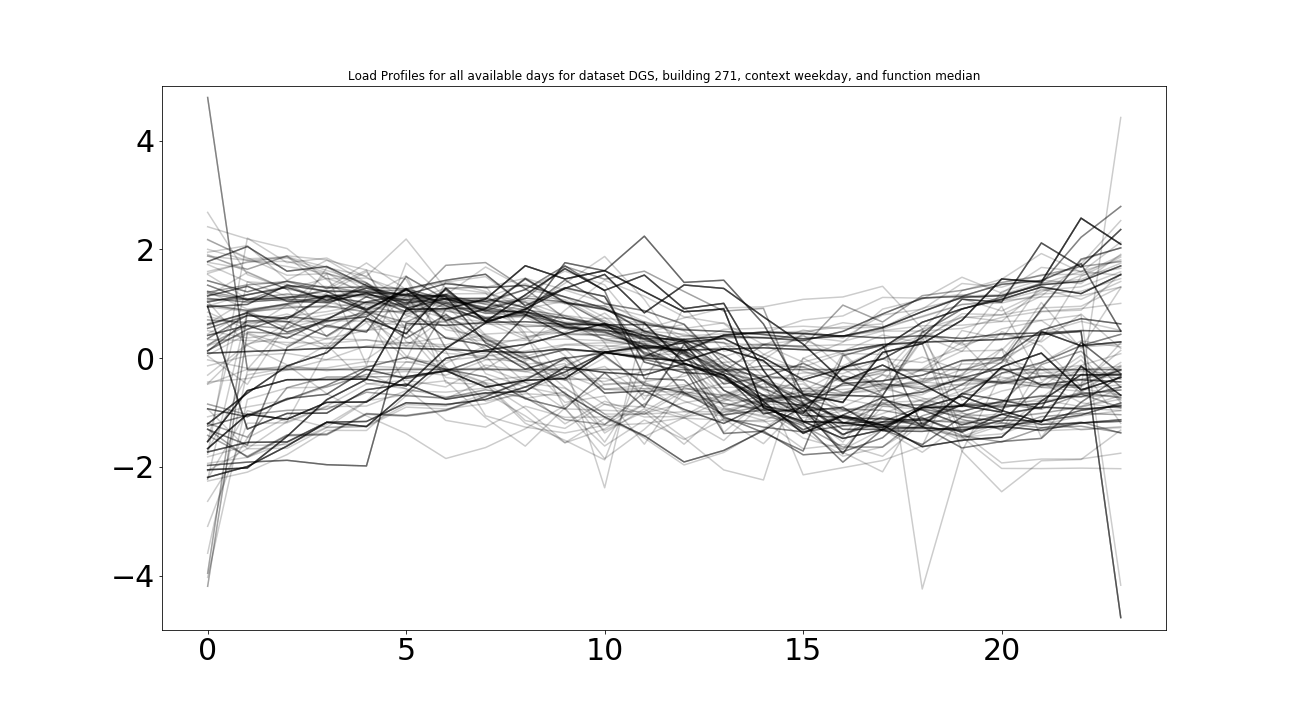 Load Profiles for all available days for dataset DGS, building 271, context weekday, and function median
4
2
0
−2
−4
0 5 10 15 20